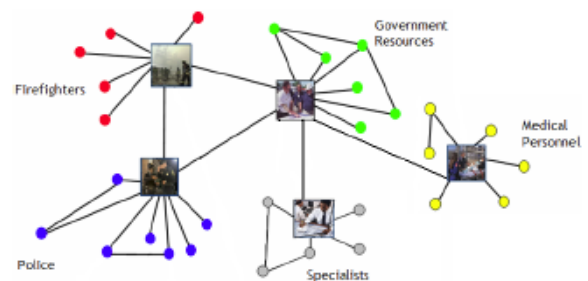 Government
Resources
Firefighters
Medical
Personnel
Police
Specialists